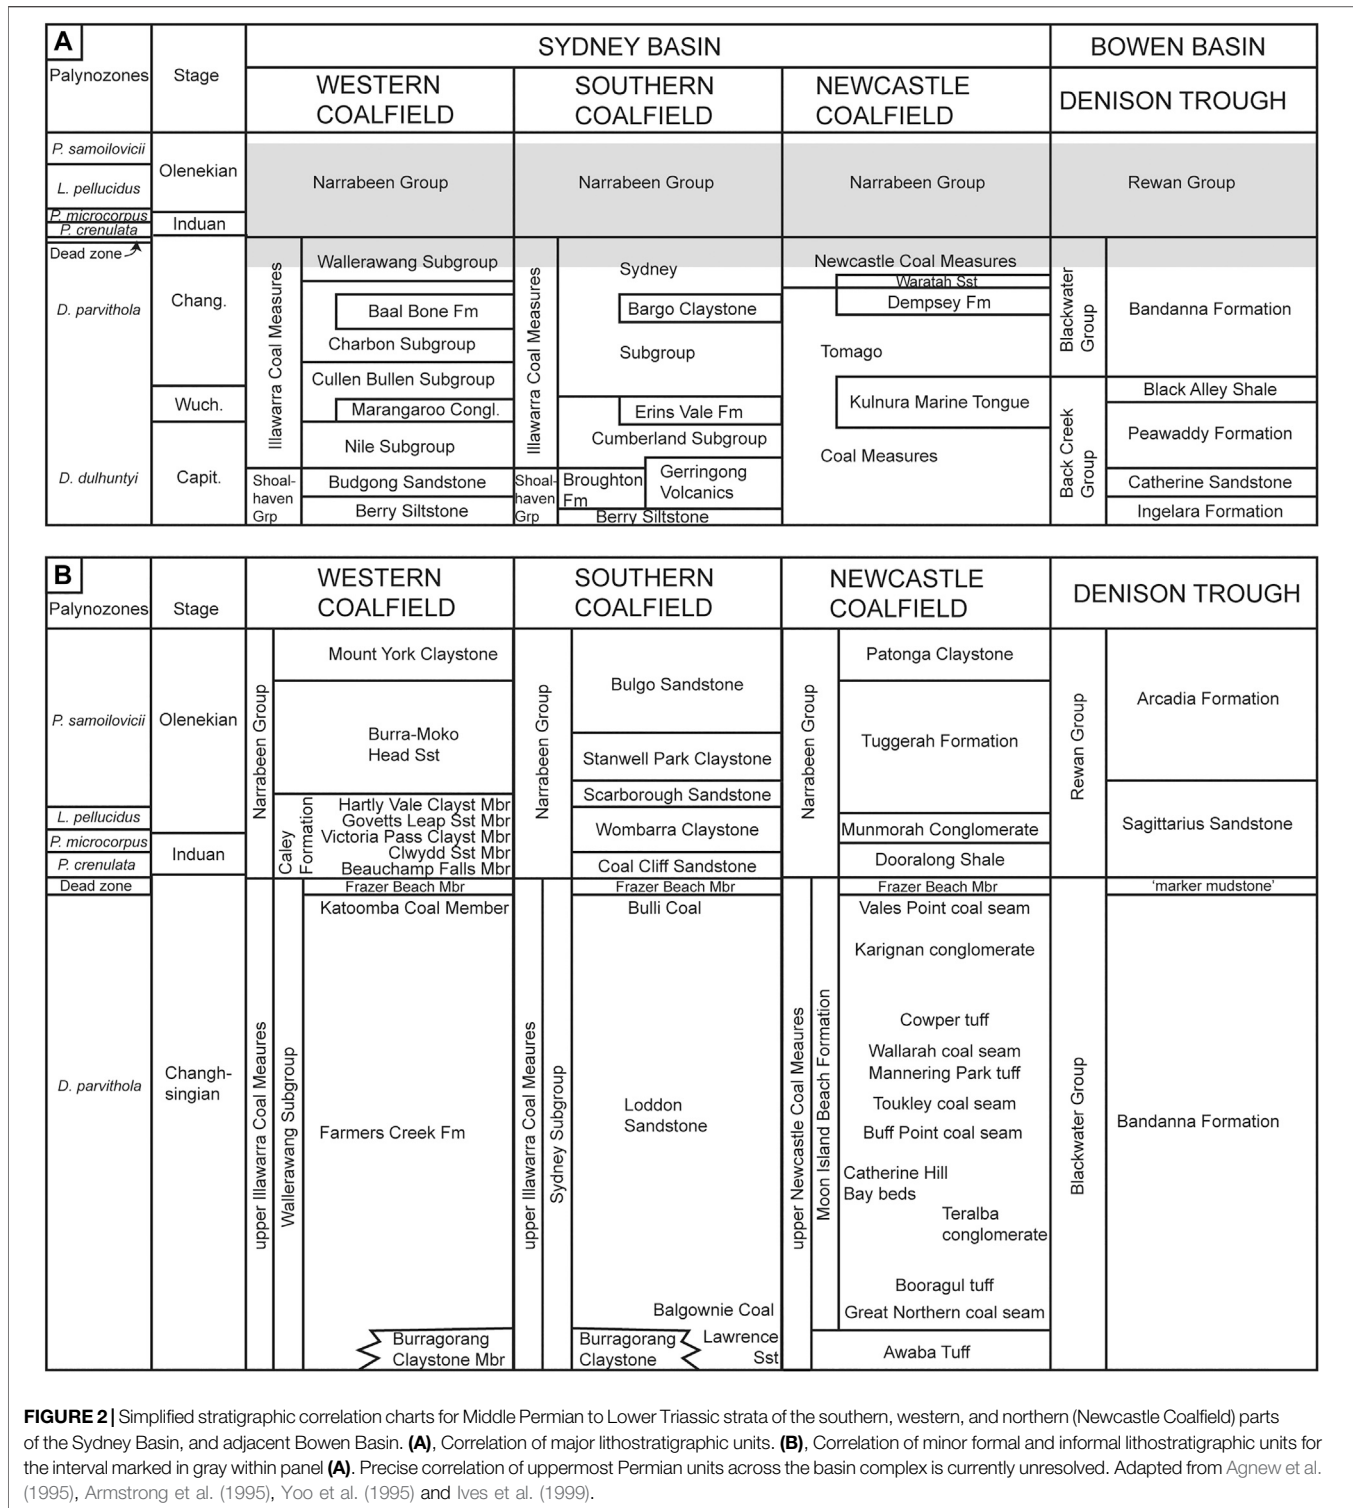 A
SYDNEY BASIN
BOWEN BASIN
Palynozones
Stage
WESTERN
COALFIELD
SOUTHERN
COALFIELD
NEWCASTLE
COALFIELD
DENISON TROUGH
P. samoilovicii
L. pellucidus
P. microcorpus
P. crenulata
Dead zone
D. parvithola
D. dulhuntyi
Olenekian
Induan
Chang.
Wuch.
Capit.
Narrabeen Group
Illawarra Coal Measures
Wallerawang Subgroup
Baal Bone Fm
Charbon Subgroup
Cullen Bullen Subgroup
Marangaroo Congl.
Nile Subgroup
Shoal-
haven
Grp
Budgong Sandstone
Berry Siltstone
Narrabeen Group
Illawarra Coal Measures
Sydney
Bargo Claystone
Subgroup
Erins Vale Fm
Cumberland Subgroup
Shoal-
haven
Grp
Broughton
Fm
Gerringong
Volcanics
Berry Siltstone
Narrabeen Group
Newcastle Coal Measures
Waratah Sst
Dempsey Fm
Tomago
Kulnura Marine Tongue
Coal Measures
Rewan Group
Blackwater
Group
Bandanna Formation
Back Creek
Group
Black Alley Shale
Peawaddy Formation
Catherine Sandstone
Ingelara Formation
B
Palynozones
Stage
WESTERN
COALFIELD
SOUTHERN
COALFIELD
NEWCASTLE
COALFIELD
DENISON TROUGH
P. samoilovicii
L. pellucidus
P. microcorpus
P. crenulata
Dead zone
D. parvithola
Olenekian
Induan
Changh-
singian
Narrabeen Group
Mount York Claystone
Burra-Moko
Head Sst
Caley
Formation
Hartly Vale Clayst Mbr
Govetts Leap Sst Mbr
Victoria Pass Clayst Mbr
Clwydd Sst Mbr
Beauchamp Falls Mbr
upper Illawarra Coal Meaures
Wallerawang Subgroup
Frazer Beach Mbr
Katoomba Coal Member
Farmers Creek Fm
Burragorang
Claystone Mbr
Narrabeen Group
Bulgo Sandstone
Stanwell Park Claystone
Scarborough Sandstone
Wombarra Claystone
Coal Cliff Sandstone
upper Illawarra Coal Measures
Sydney Subgroup
Frazer Beach Mbr
Bulli Coal
Loddon
Sandstone
Balgownie Coal
Burragorang
Claystone
Lawrence
Sst
Narrabeen Group
Patonga Claystone
Tuggerah Formation
Munmorah Conglomerate
Dooralong Shale
upper Newcastle Coal Meaures
Moon Island Beach Formation
Frazer Beach Mbr
Vales Point coal seam
Karignan conglomerate
Cowper tuff
Wallarah coal seam
Mannering Park tuff
Toukley coal seam
Buff Point coal seam
Catherine Hill
Bay beds
Teralba
conglomerate
Booragul tuff
Great Northern coal seam
Awaba Tuff
Rewan Group
Arcadia Formation
Sagittarius Sandstone
Blackwater Group
'marker mudstone'
Bandanna Formation
FIGURE 2 | Simplified stratigraphic correlation charts for Middle Permian to Lower Triassic strata of the southern, western, and northern (Newcastle Coalfield) parts
of the Sydney Basin, and adjacent Bowen Basin. (A), Correlation of major lithostratigraphic units. (B), Correlation of minor formal and informal lithostratigraphic units for
the interval marked in gray within panel (A). Precise correlation of uppermost Permian units across the basin complex is currently unresolved. Adapted from Agnew et al.
(1995), Armstrong et al. (1995), Yoo et al. (1995) and Ives et al. (1999).